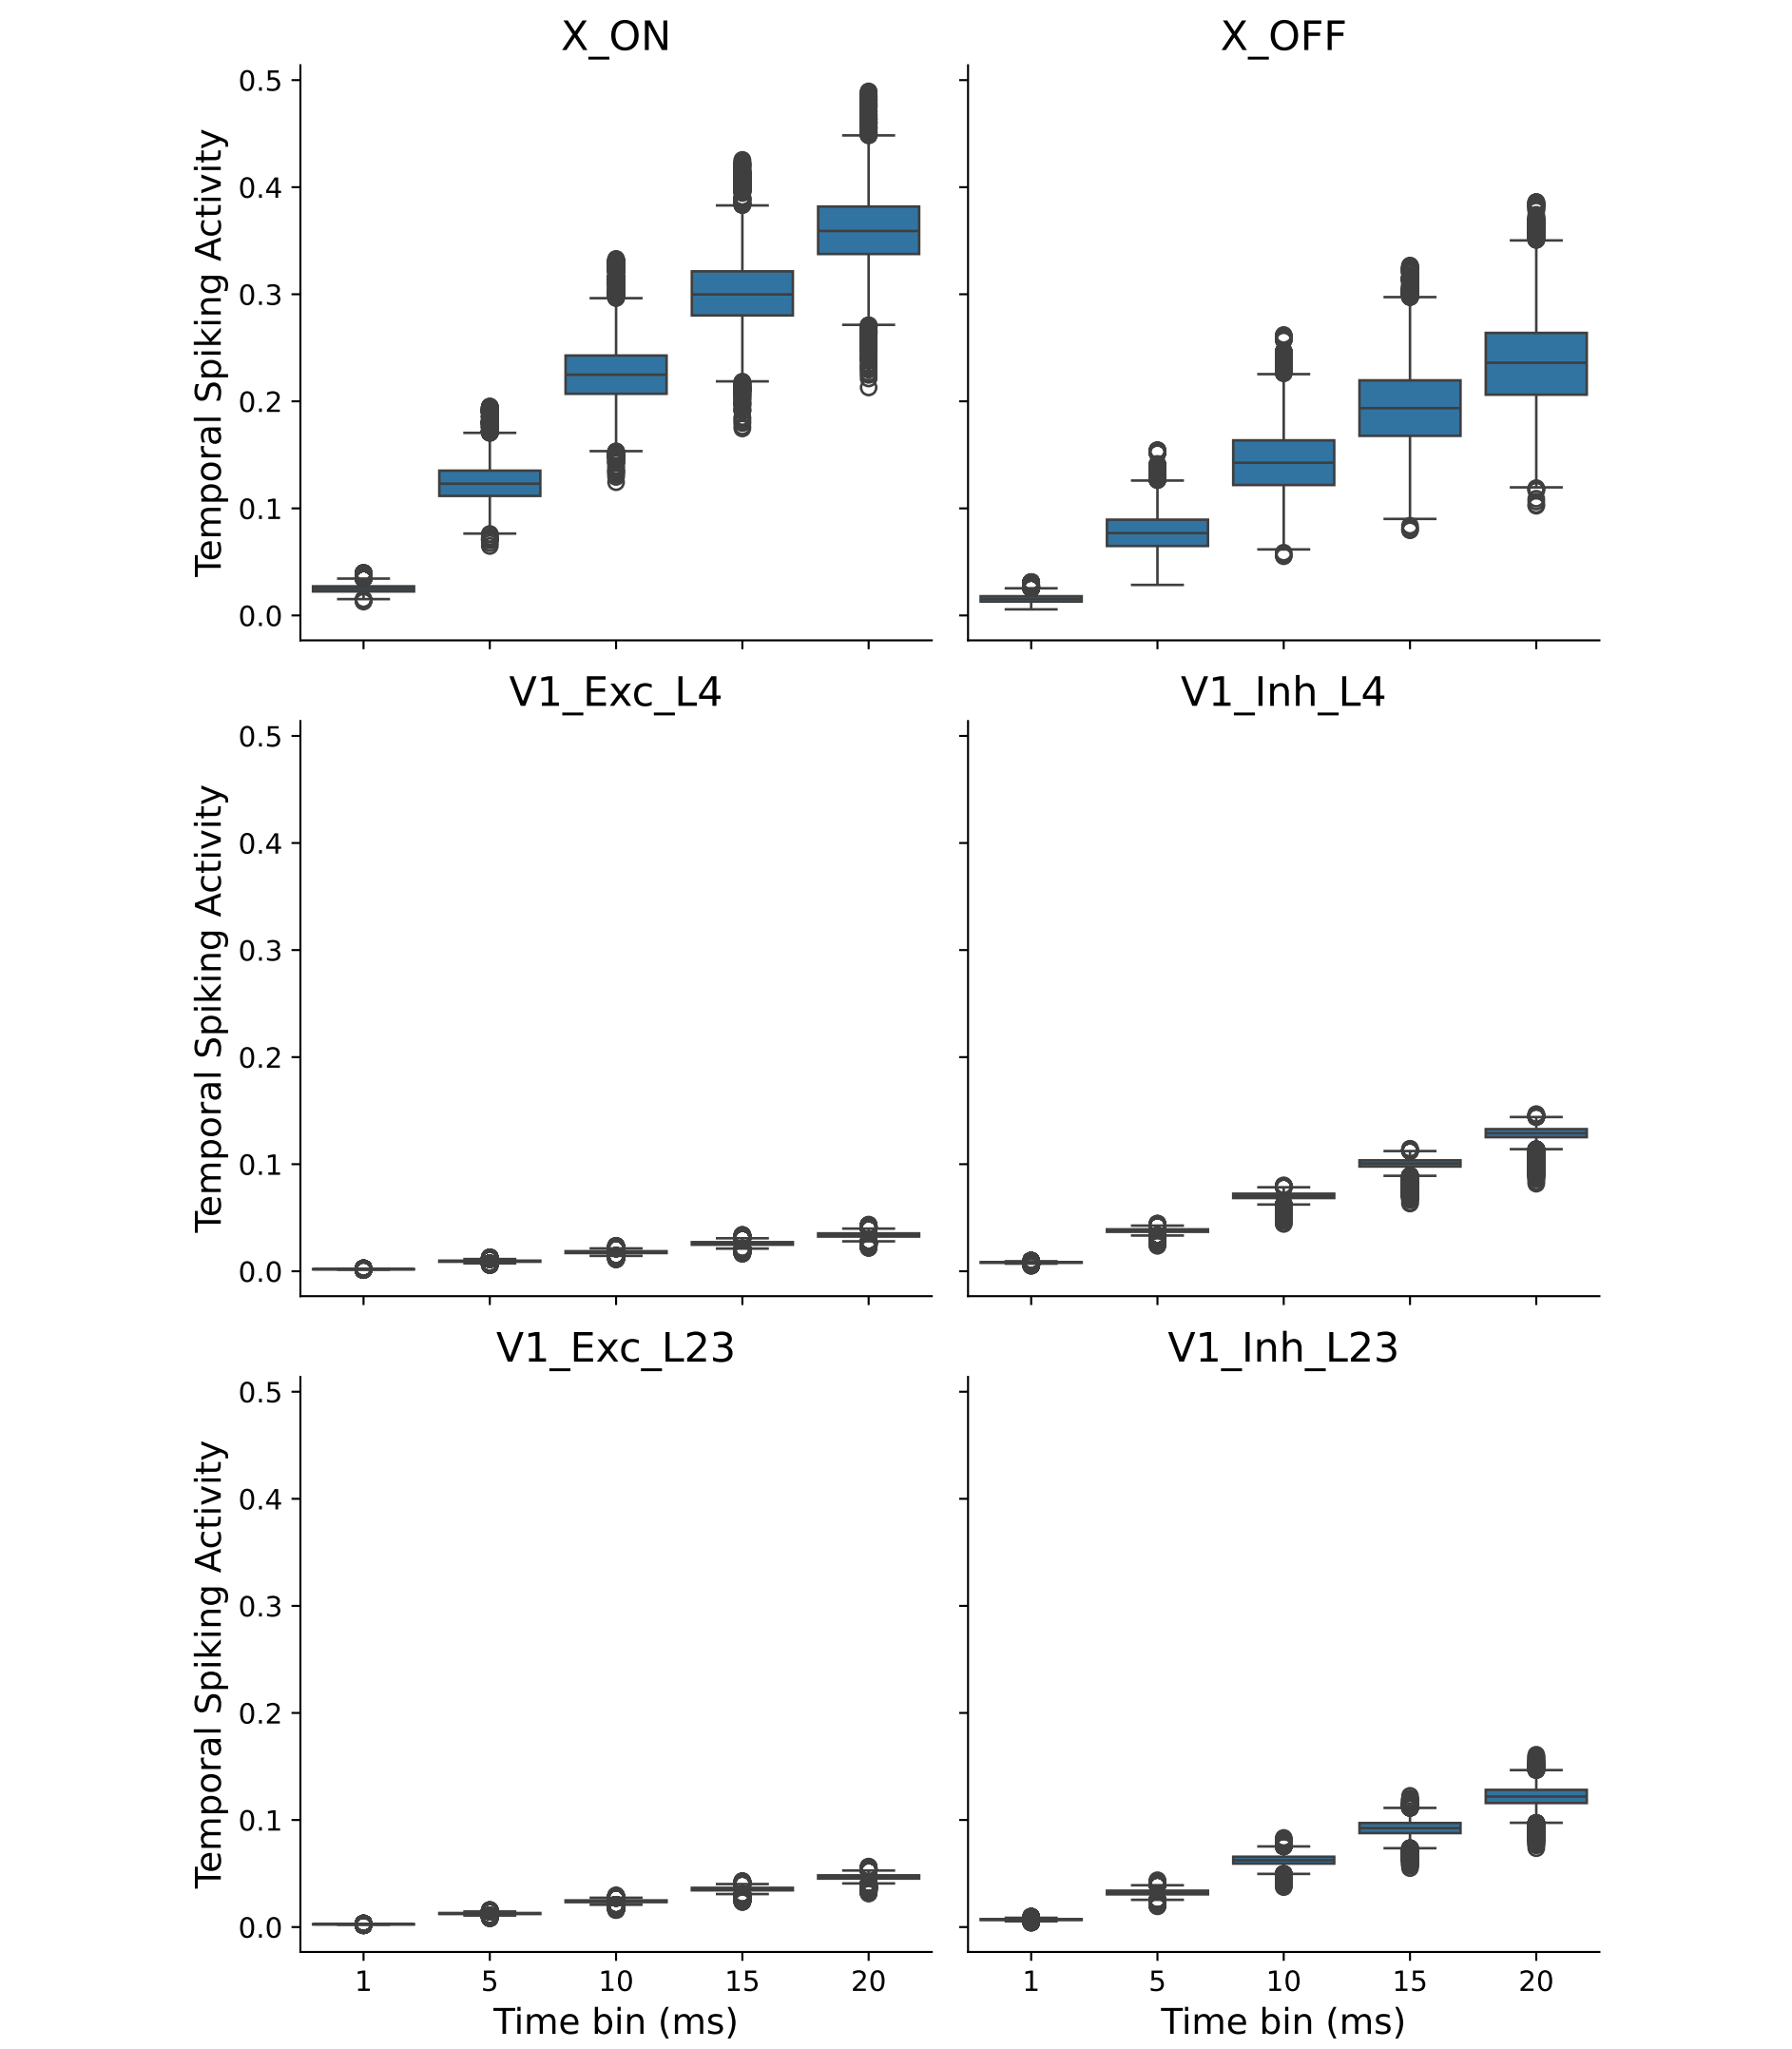 X_ON
X_OFF
Temporal Spiking Activity
0.5
0.4
0.3
0.2
0.1
0.0
V1_Exc_L4
V1_Inh_L4
Temporal Spiking Activity
0.5
0.4
0.3
0.2
0.1
0.0
V1_Exc_L23
V1_Inh_L23
Temporal Spiking Activity
0.5
0.4
0.3
0.2
0.1
0.0
1 5 10 15 20
1 5 10 15 20
Time bin (ms)
Time bin (ms)